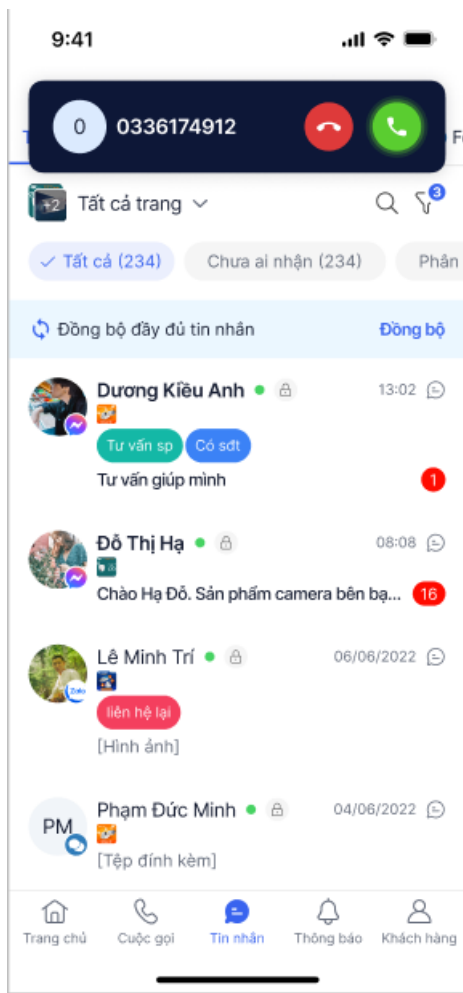 9:41
0 0336174912
+2 Tất cả trang 3
Tất cả (234) Chưa ai nhận (234) Phân
Đồng bộ đầy đủ tin nhắn Đồng bộ
Dương Kiều Anh 13:02
Tư vấn sp Có sđt
Tư vấn giúp mình 1
Đỗ Thị Hạ 08:08
Chào Hạ Đỗ. Sản phẩm camera bên bạ... 16
Lê Minh Trí 06/06/2022
Zalo
liên hệ lại
[Hình ảnh]
PM Phạm Đức Minh 04/06/2022
[Tệp đính kèm]
Trang chủ Cuộc gọi Tin nhắn Thông báo Khách hàng